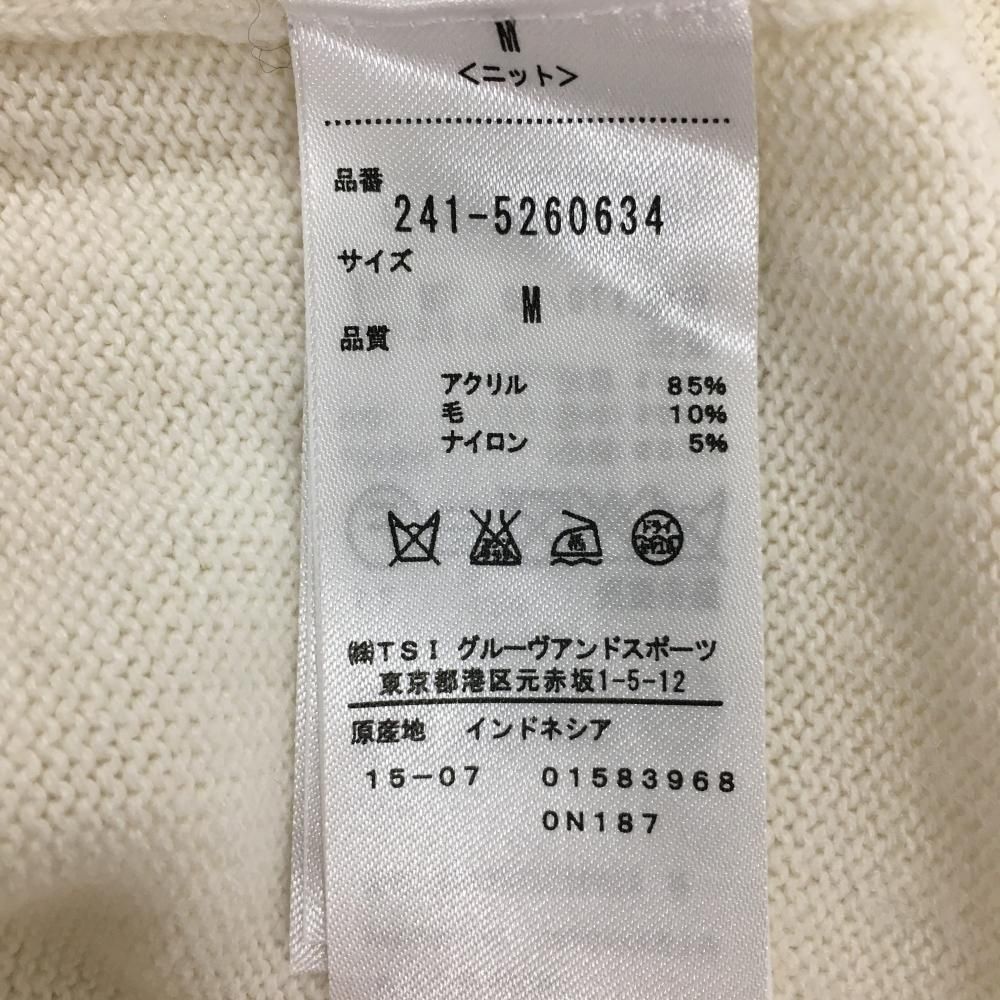 M
<ニット>
品番
241-5260634
サイズ
M
品質
アクリル 85%
毛 10%
ナイロン 5%
ドライ
㈱TSI グルーヴアンドスポーツ
東京都港区元赤坂1-5-12
原産地 インドネシア
15-07 01583968
0N187